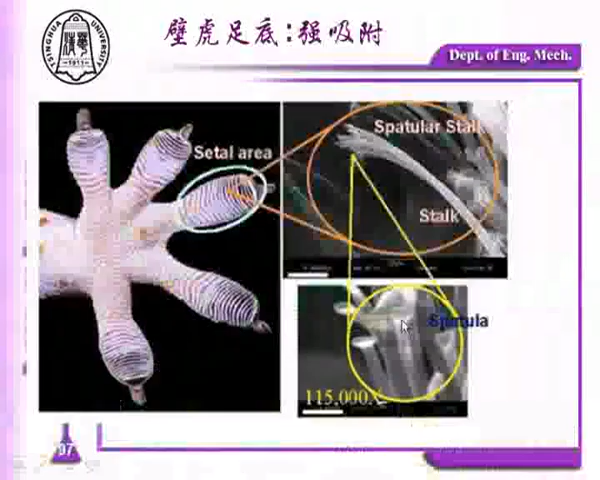 壁虎足底:强吸附
TSINGHUA UNIVERSITY
-1911-
Dept. of Eng. Mech.
Setal area
Spatular Stalk
Stalk
Spatula
115,000X
97